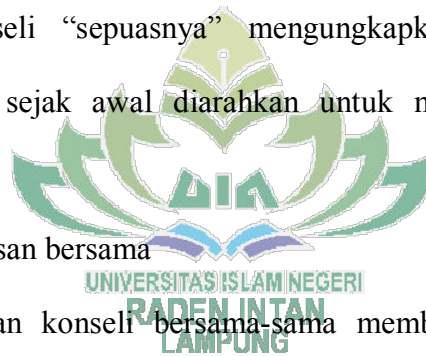 seli “sepuasnya” mengungkapk
sejak awal diarahkan untuk m
san bersama
UNIVERSITAS ISLAM NEGERI
RADEN INTAN
an konseli bersama-sama memb
LAMPUNG